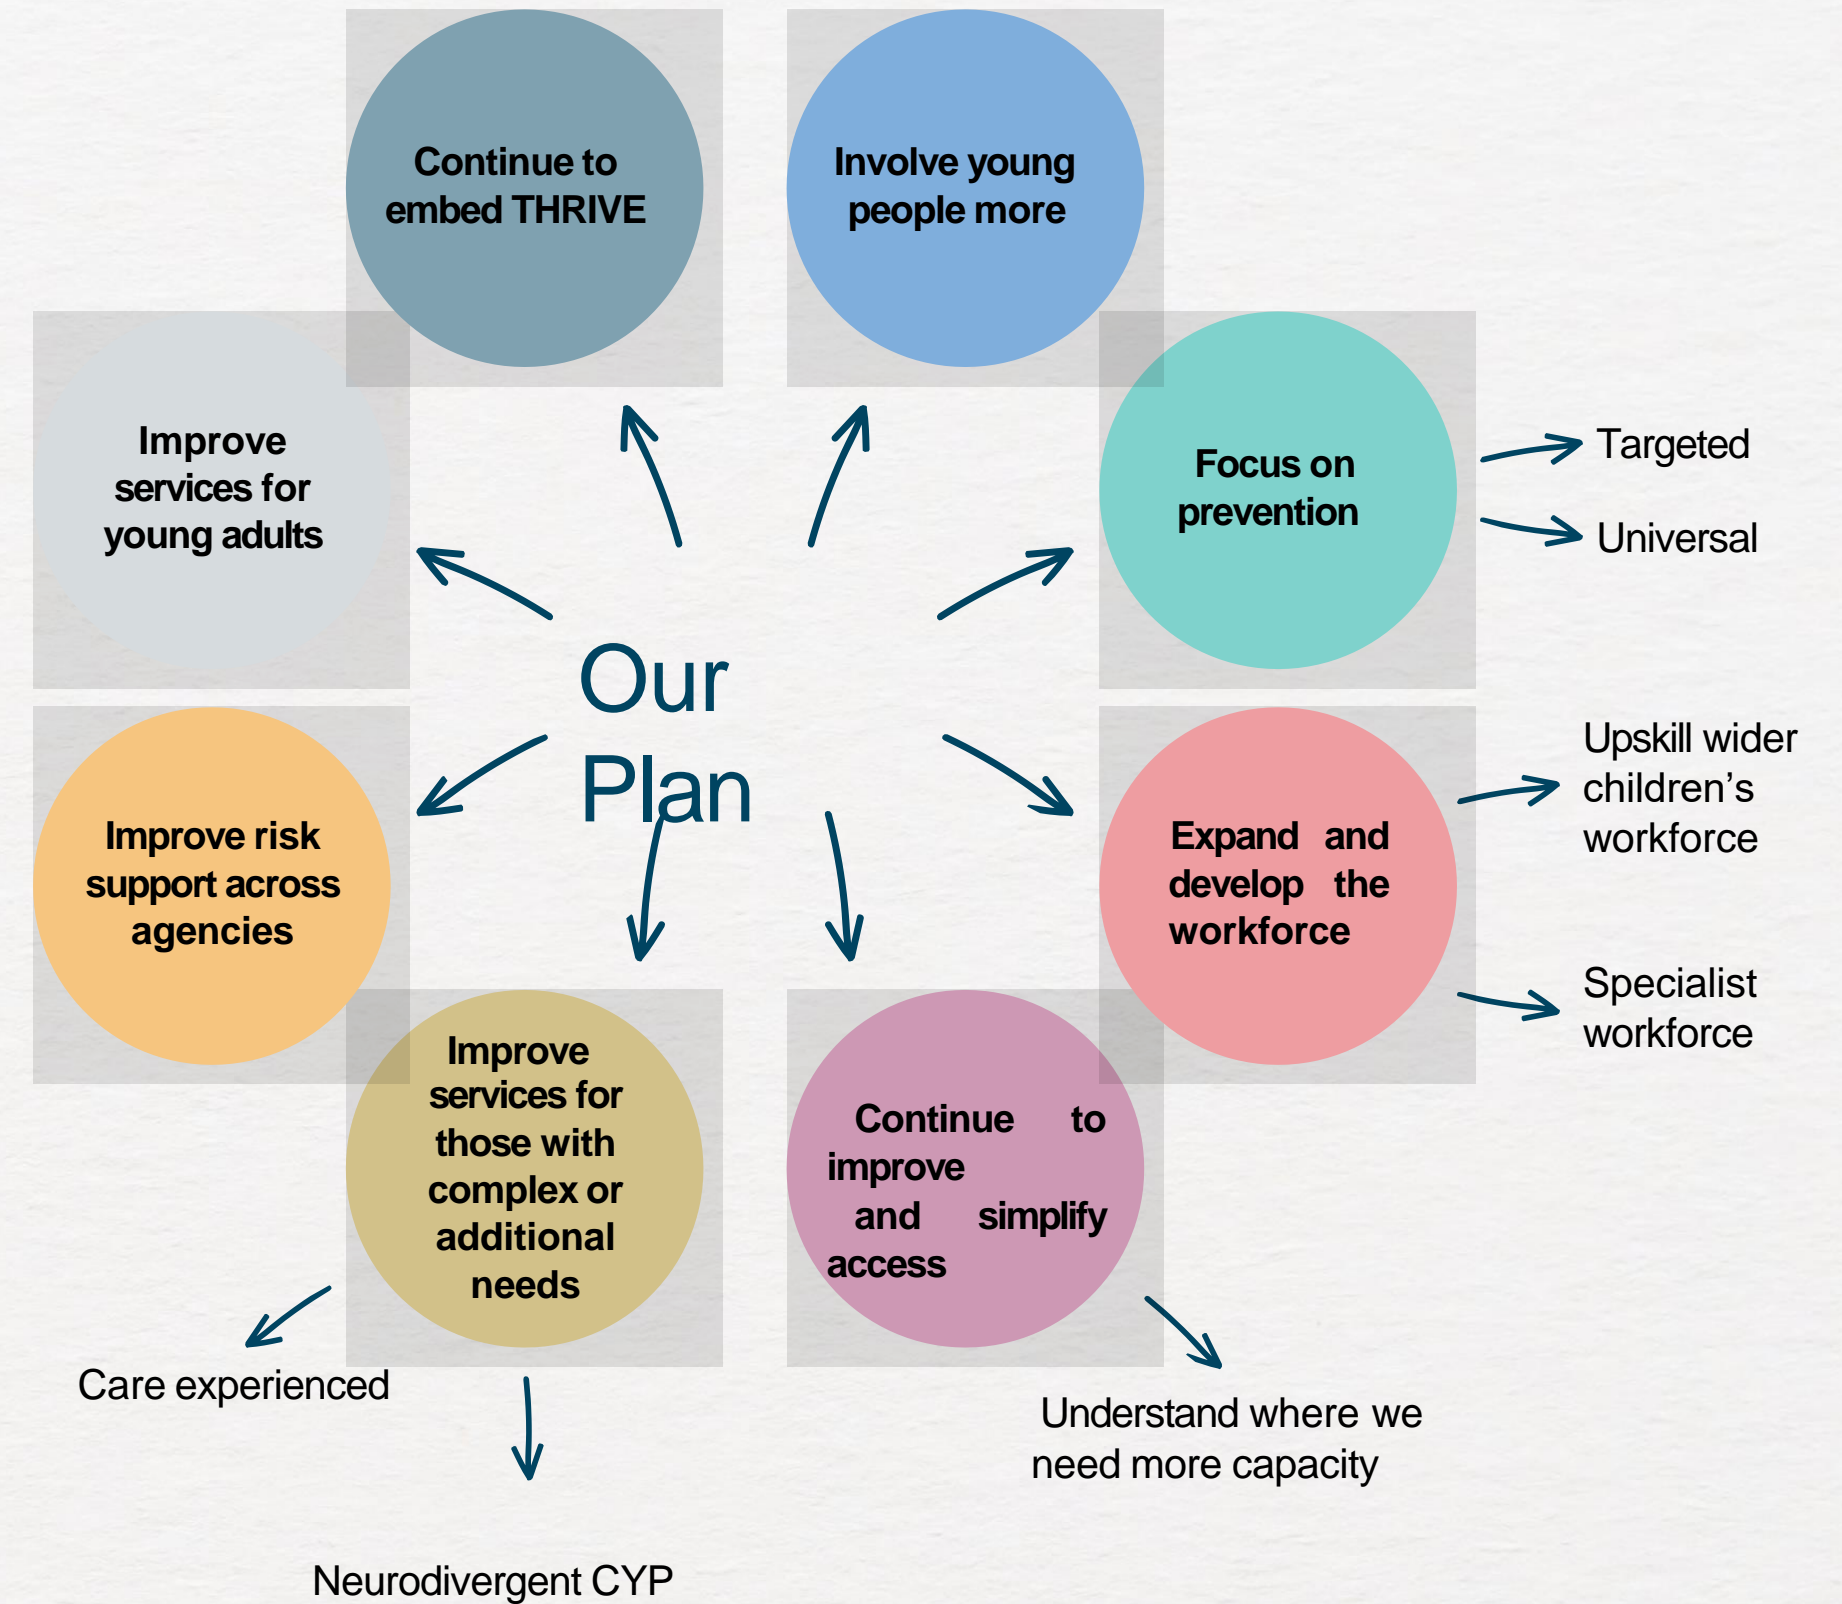 Continue to
embed THRIVE
Involve young
people more
Improve
services for
young adults
Focus on
prevention
Targeted
Universal
Our
Plan
Improve risk
support across
agencies
Expand and
develop the
workforce
Upskill wider
children’s
workforce
Specialist
workforce
Improve
services for
those with
complex or
additional
needs
Continue to
improve
and simplify
access
Care experienced
Understand where we
need more capacity
Neurodivergent CYP